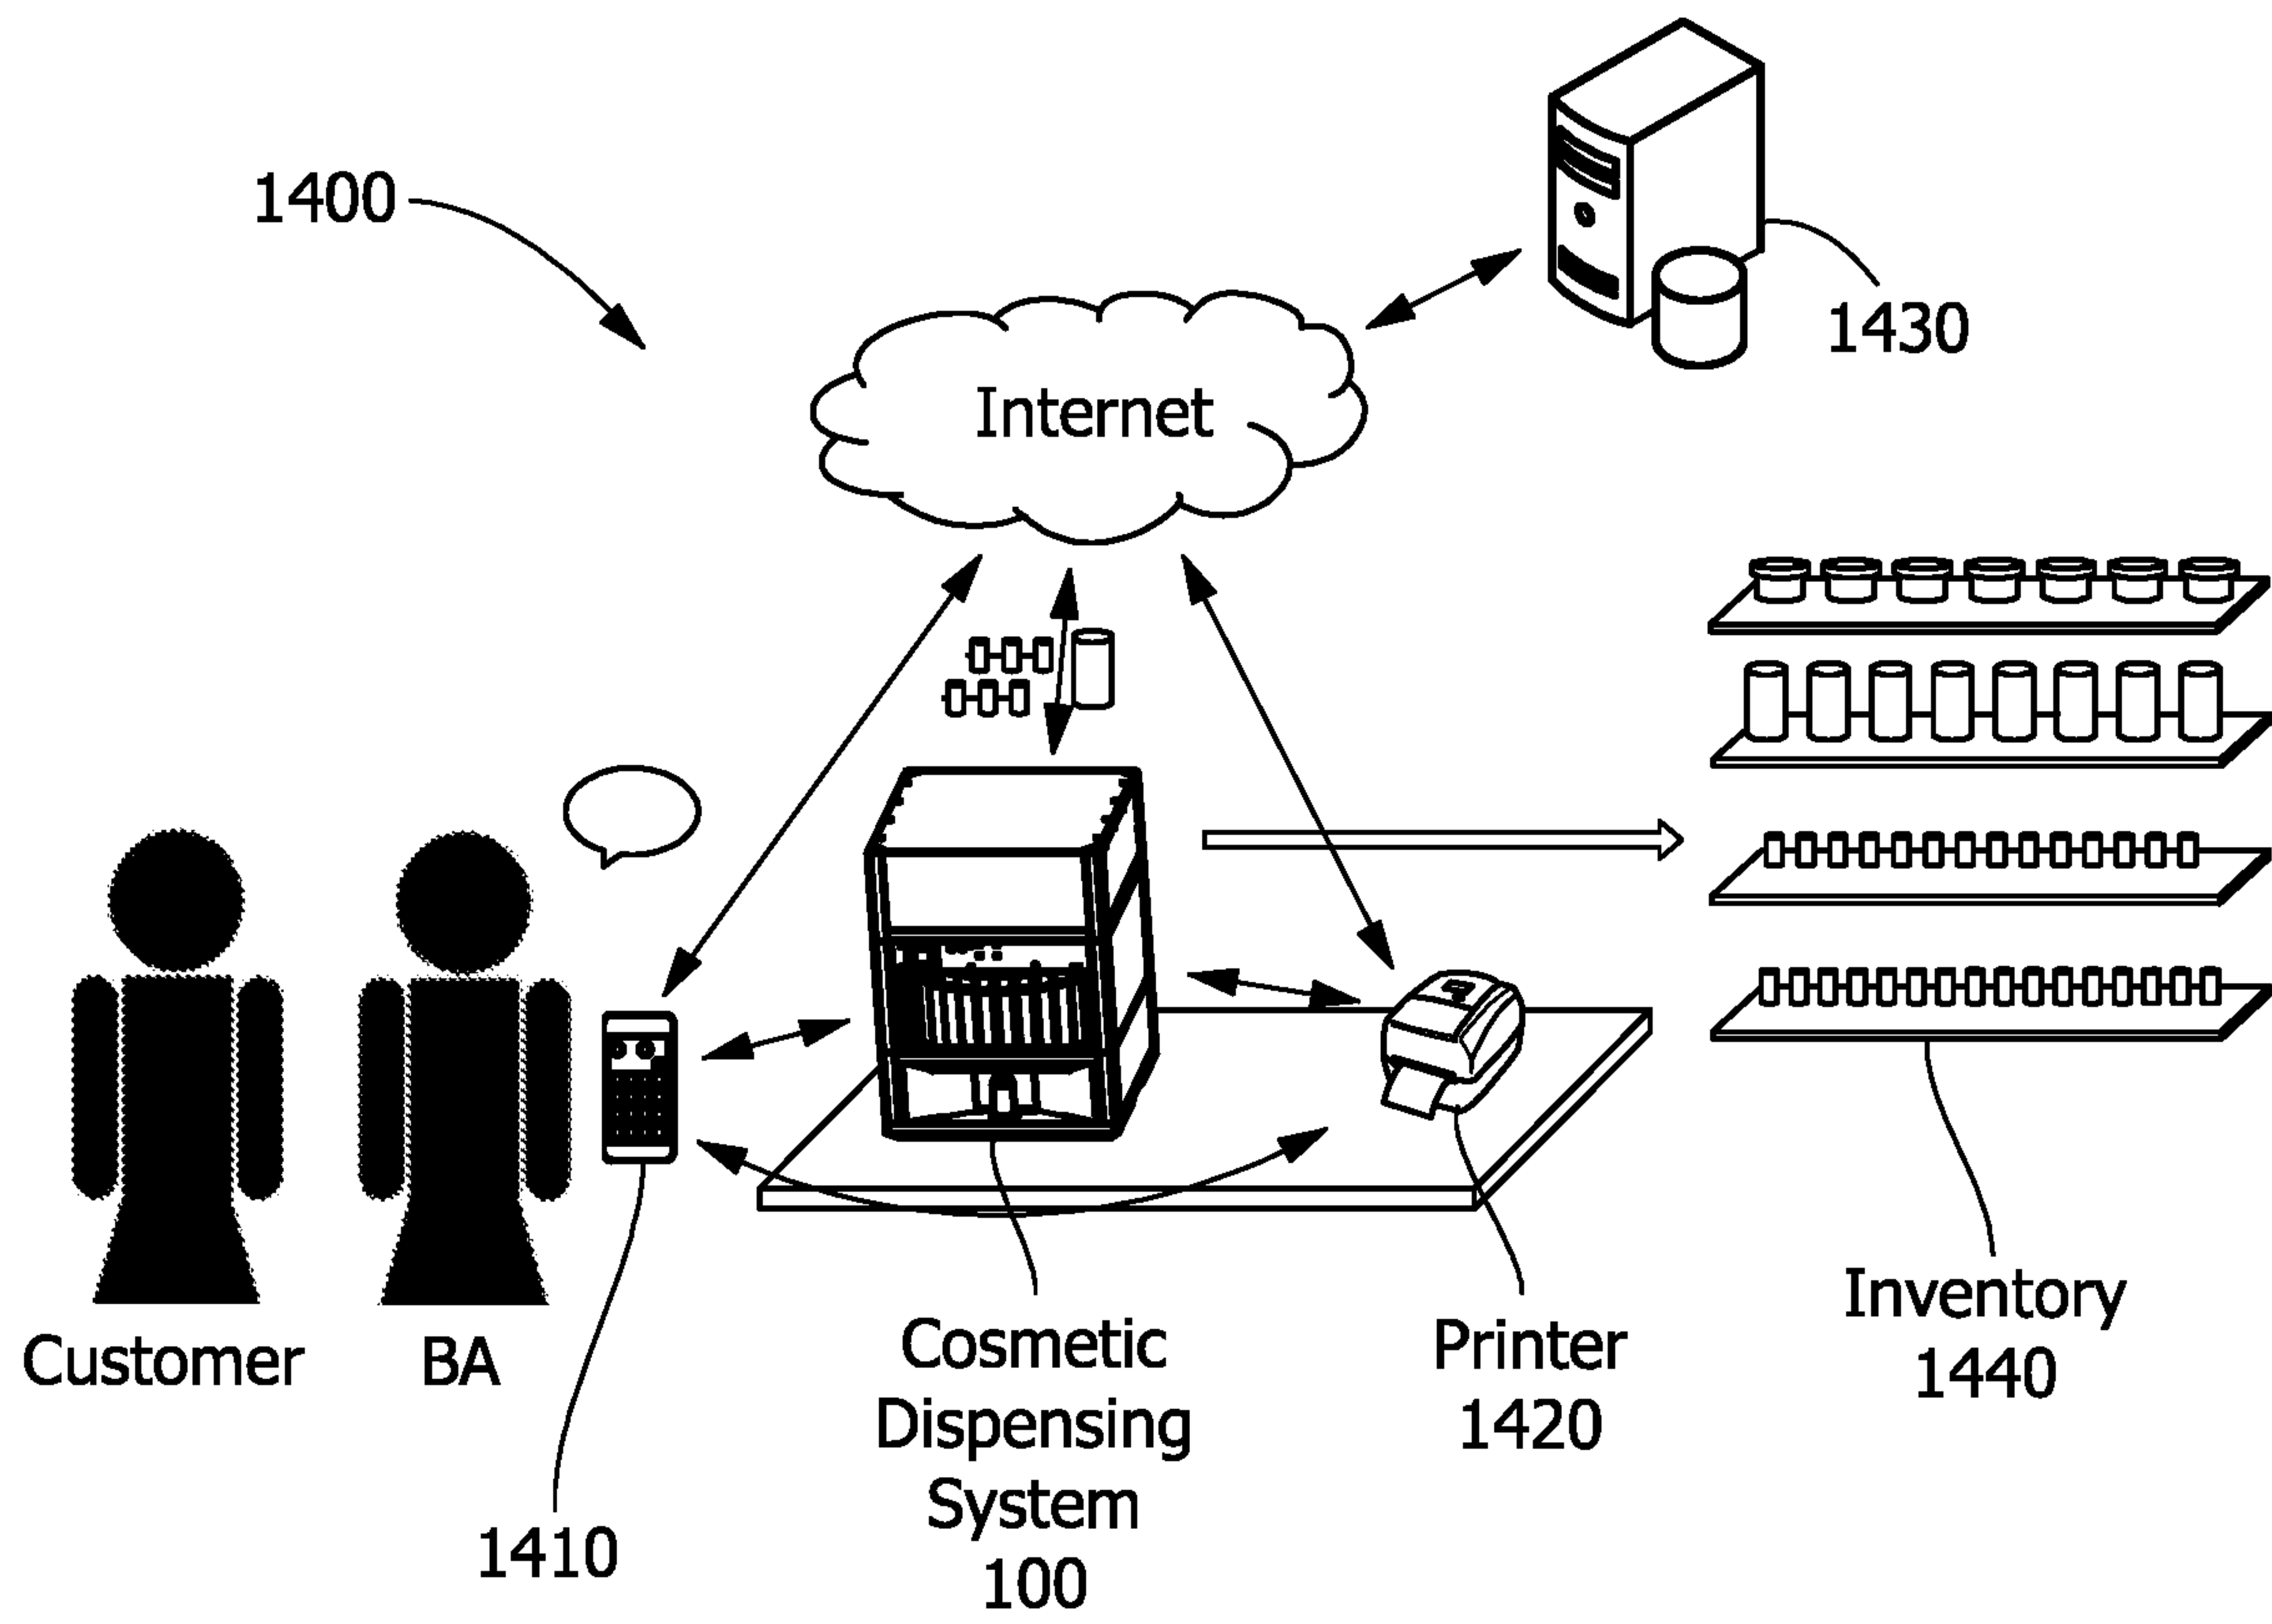 1400
1430
Internet
Customer
BA
1410
Cosmetic
Dispensing
System
100
Printer
1420
Inventory
1440